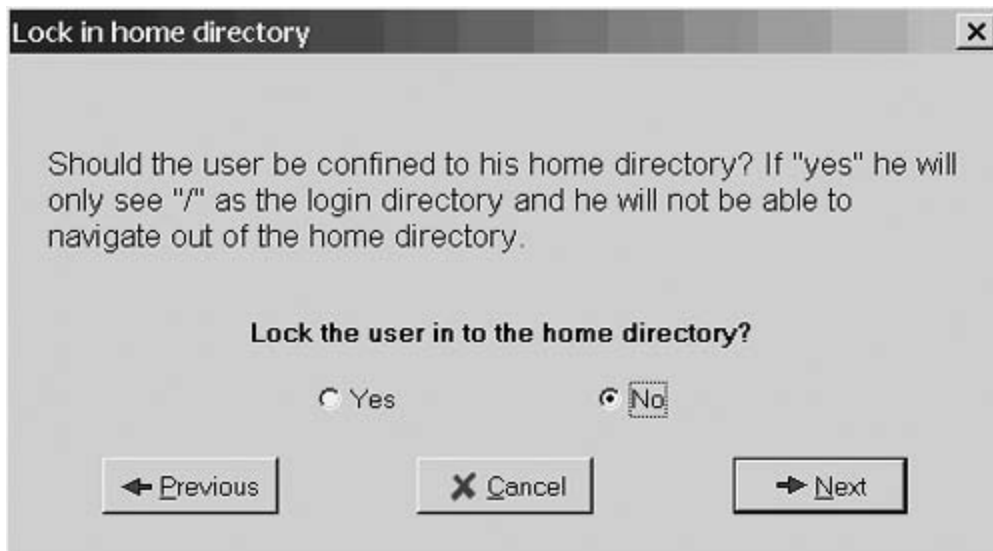 Lock in home directory
Should the user be confined to his home directory? If "yes" he will
only see "/" as the login directory and he will not be able to
navigate out of the home directory.
Lock the user in to the home directory?
Yes No
Previous Cancel Next